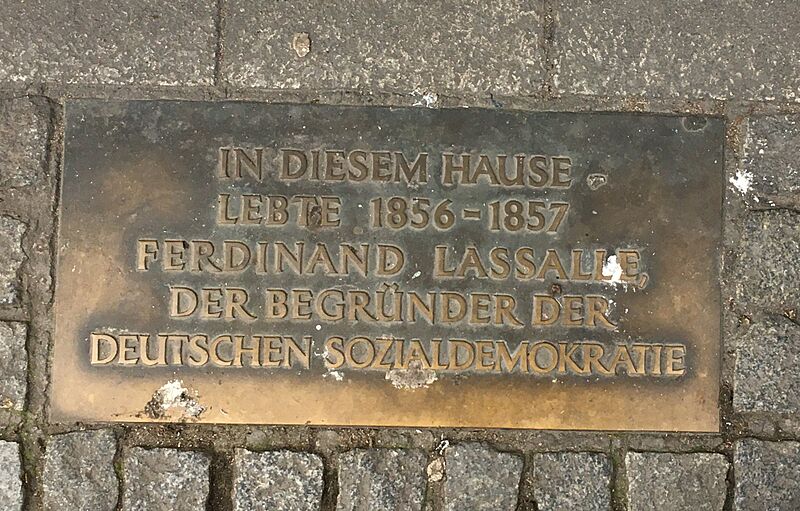 IN DIESEM HAUSE
LEBTE 1856-1857
FERDINAND LASSALLE,
DER BEGRÜNDER DER
DEUTSCHEN SOZIALDEMOKRATIE